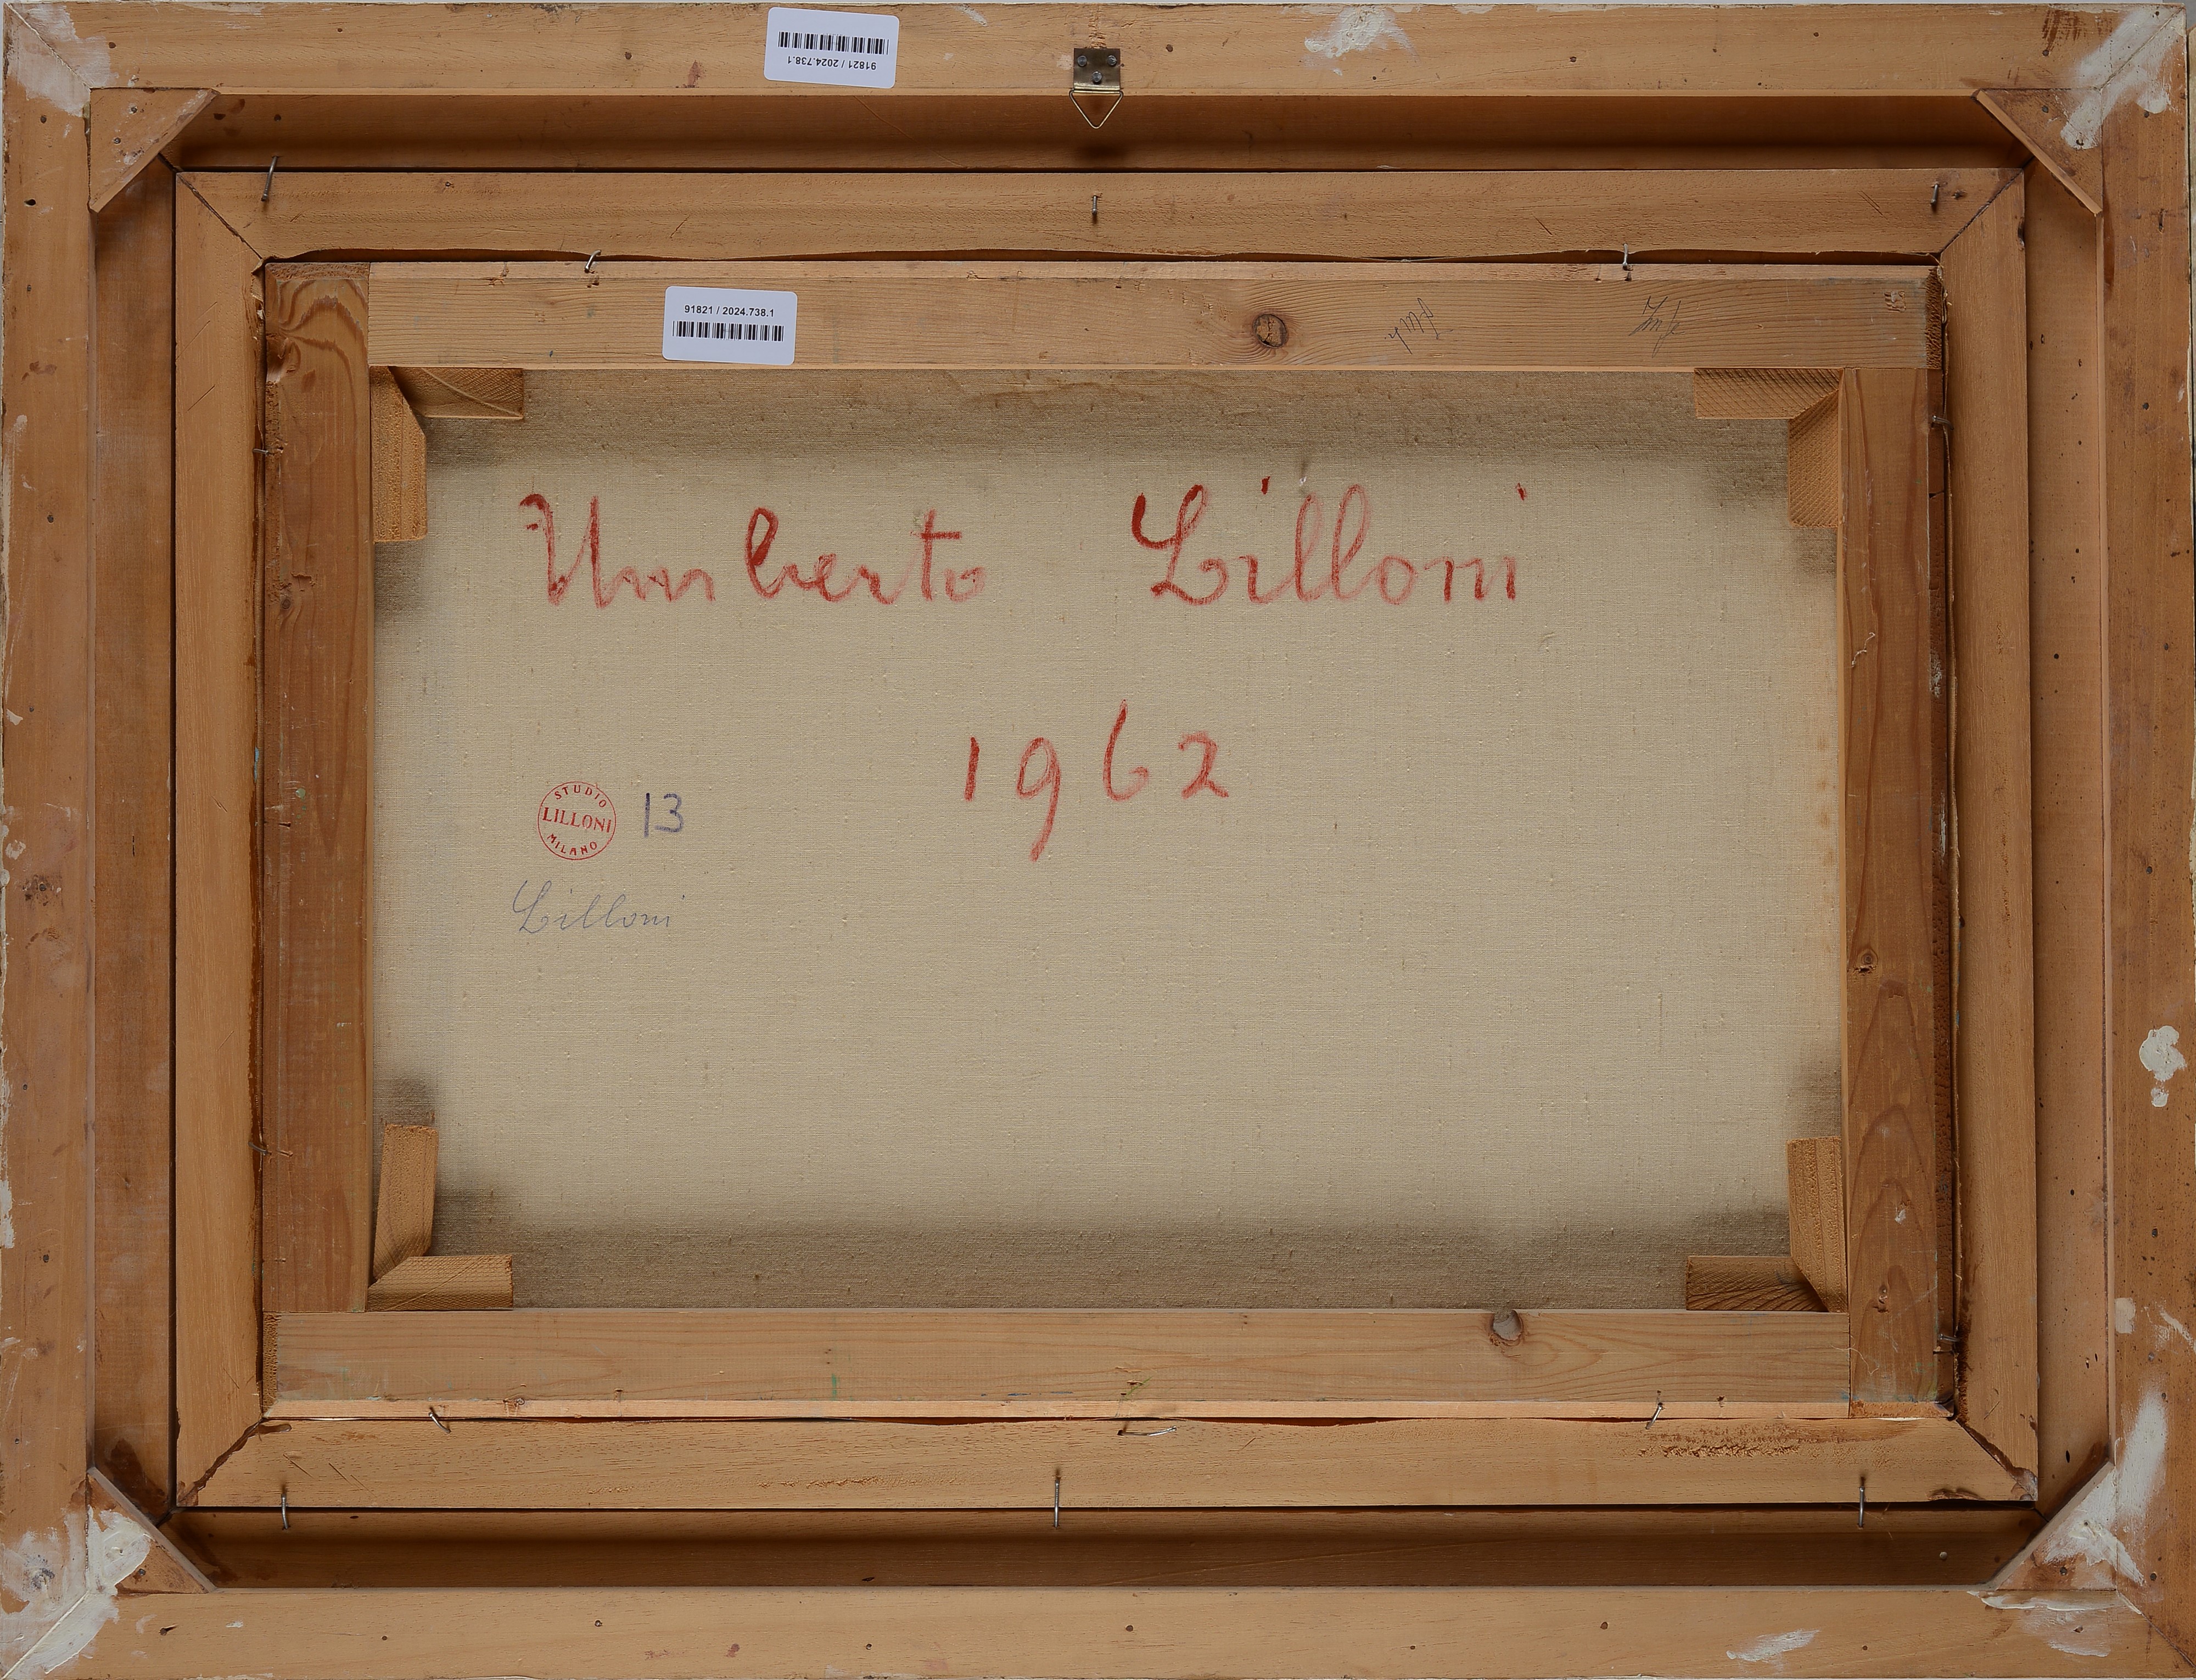 91821 / 2024.738.1
91821 / 2024.738.1
Umberto Lilloni
1962
STUDIO
LILLONI
MILANO
13
Lilloni